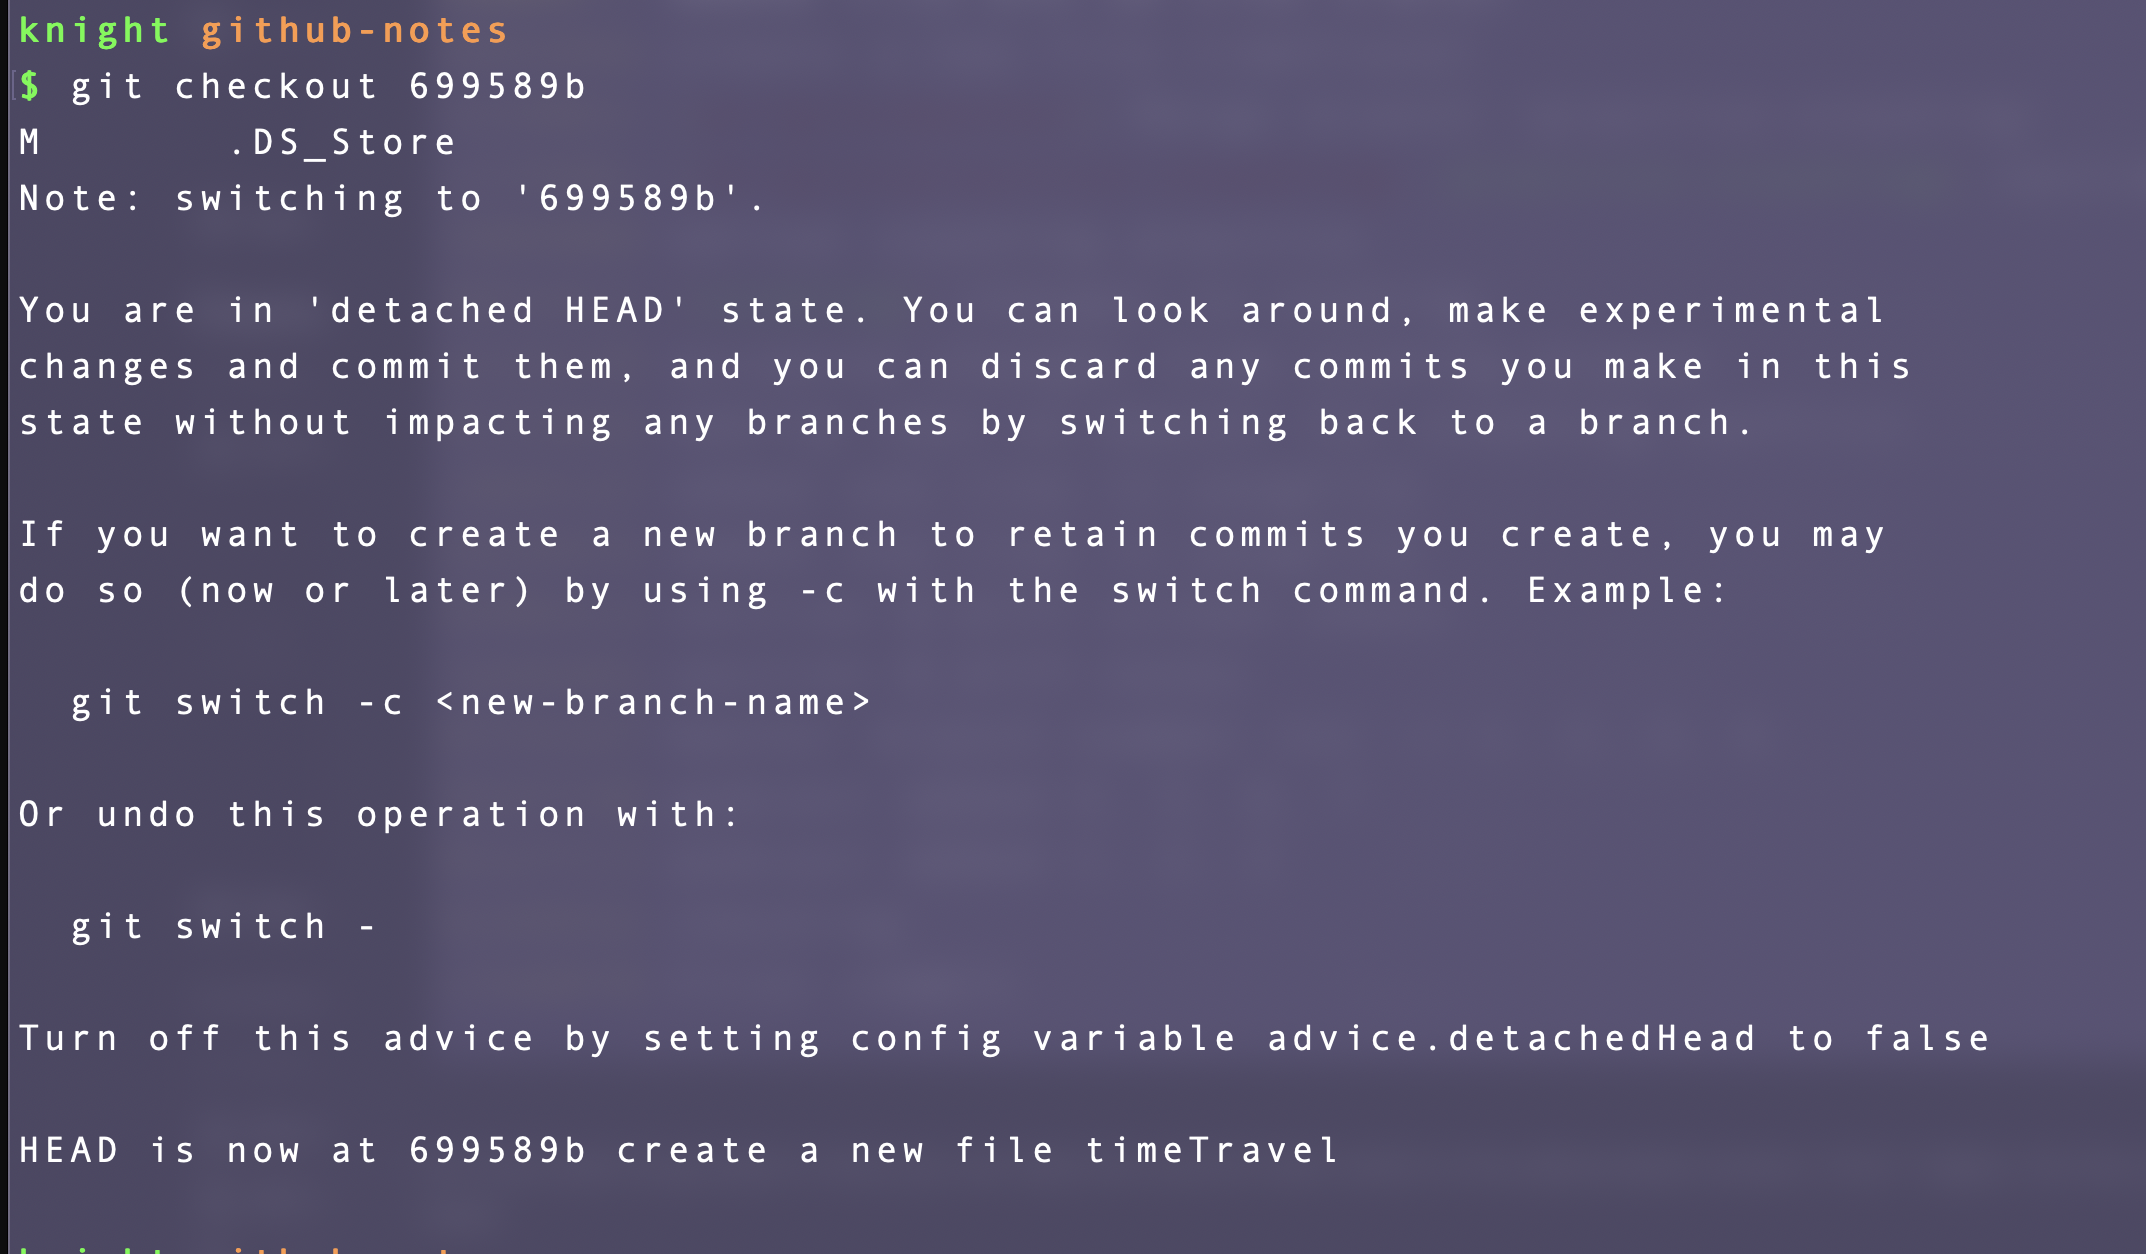 knight github-notes
$ git checkout 699589b
M       .DS_Store
Note: switching to '699589b'.
You are in 'detached HEAD' state. You can look around, make experimental
changes and commit them, and you can discard any commits you make in this
state without impacting any branches by switching back to a branch.
If you want to create a new branch to retain commits you create, you may
do so (now or later) by using -c with the switch command. Example:
  git switch -c <new-branch-name>
Or undo this operation with:
  git switch -
Turn off this advice by setting config variable advice.detachedHead to false
HEAD is now at 699589b create a new file timeTravel